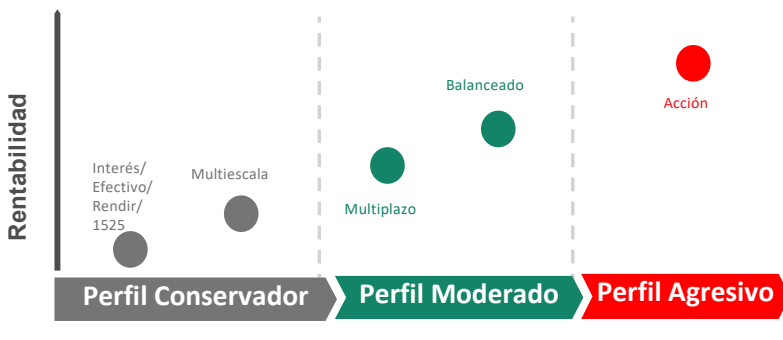 Rentabilidad
Interés/
Efectivo/
Rendir/
1525
Multiescala
Multiplazo
Balanceado
Acción
Perfil Conservador
Perfil Moderado
Perfil Agresivo